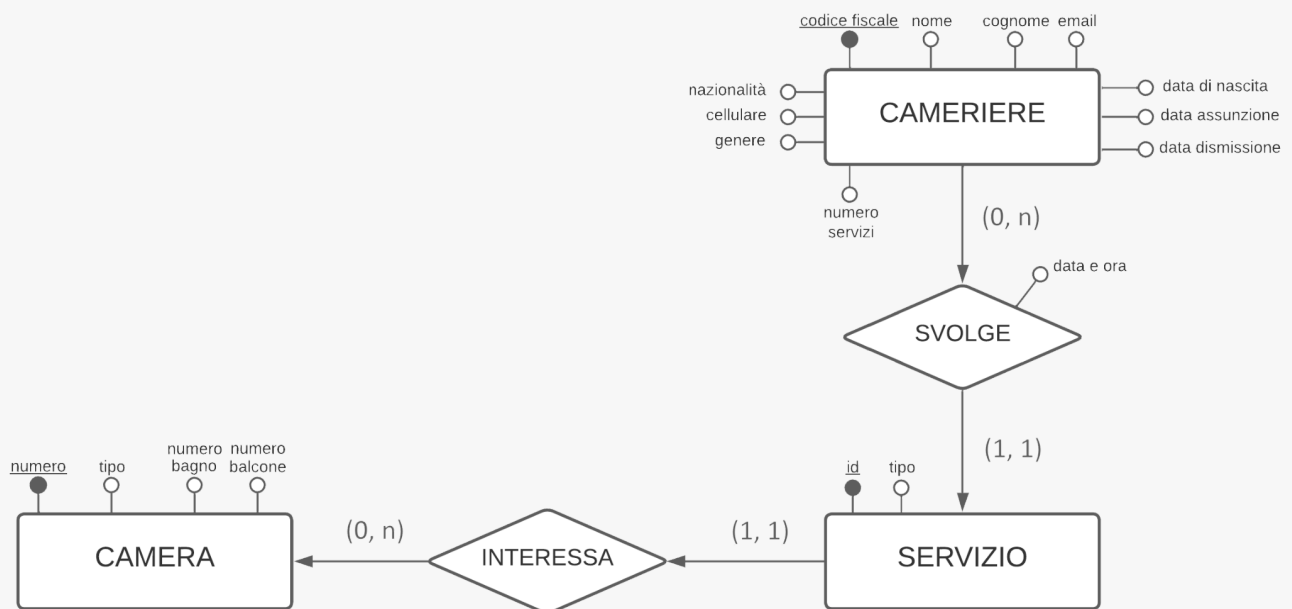 codice fiscale
nome
cognome
email
nazionalità
cellulare
genere
CAMERIERE
data di nascita
data assunzione
data dismissione
numero
servizi
(0, n)
data e ora
SVOLGE
(1, 1)
numero
tipo
numero
bagno
numero
balcone
id
tipo
CAMERA
(0, n)
INTERESSA
(1, 1)
SERVIZIO